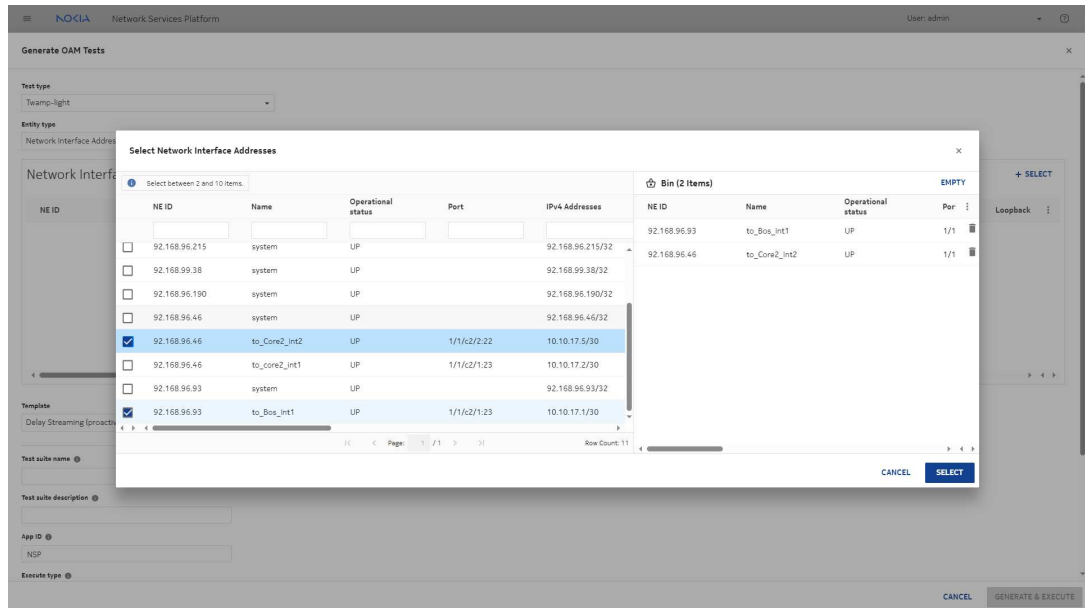 NOKIA Network Services Platform User: admin
Generate OAM Tests
Test type
Twamp-light
Entity type
Network Interface Addres
Select Network Interface Addresses
Network Interfa
+ SELECT
Select between 2 and 10 items.
Bin (2 Items) EMPTY
NE ID Loopback
NE ID Name Operational status Port IPv4 Addresses
NE ID Name Operational status Por
92.168.96.215 system UP 92.168.96.215/32
92.168.99.38 system UP 92.168.99.38/32
92.168.96.190 system UP 92.168.96.190/32
92.168.96.46 system UP 92.168.96.46/32
92.168.96.46 to_Core2_Int2 UP 1/1/c2/2:22 10.10.17.5/30
92.168.96.46 to_core2_int1 UP 1/1/c2/1:23 10.10.17.2/30
92.168.96.93 system UP 92.168.96.93/32
92.168.96.93 to_Bos_Int1 UP 1/1/c2/1:23 10.10.17.1/30
92.168.96.93 to_Bos_Int1 UP 1/1
92.168.96.46 to_Core2_Int2 UP 1/1
Page: 1 / 1 Row Count: 11
CANCEL SELECT
Template
Delay Streaming (proactiv
Test suite name
Test suite description
App ID
NSP
Execute type
CANCEL GENERATE & EXECUTE